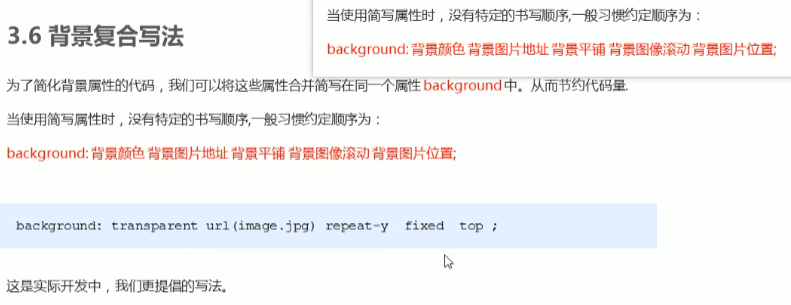 当使用简写属性时，没有特定的书写顺序,一般习惯约定顺序为：
background: 背景颜色 背景图片地址 背景平铺 背景图像滚动 背景图片位置;
3.6 背景复合写法
为了简化背景属性的代码，我们可以将这些属性合并简写在同一个属性 background 中。从而节约代码量.
当使用简写属性时，没有特定的书写顺序,一般习惯约定顺序为：
background: 背景颜色 背景图片地址 背景平铺 背景图像滚动 背景图片位置;
background: transparent url(image.jpg) repeat-y  fixed  top ;
这是实际开发中，我们更提倡的写法。